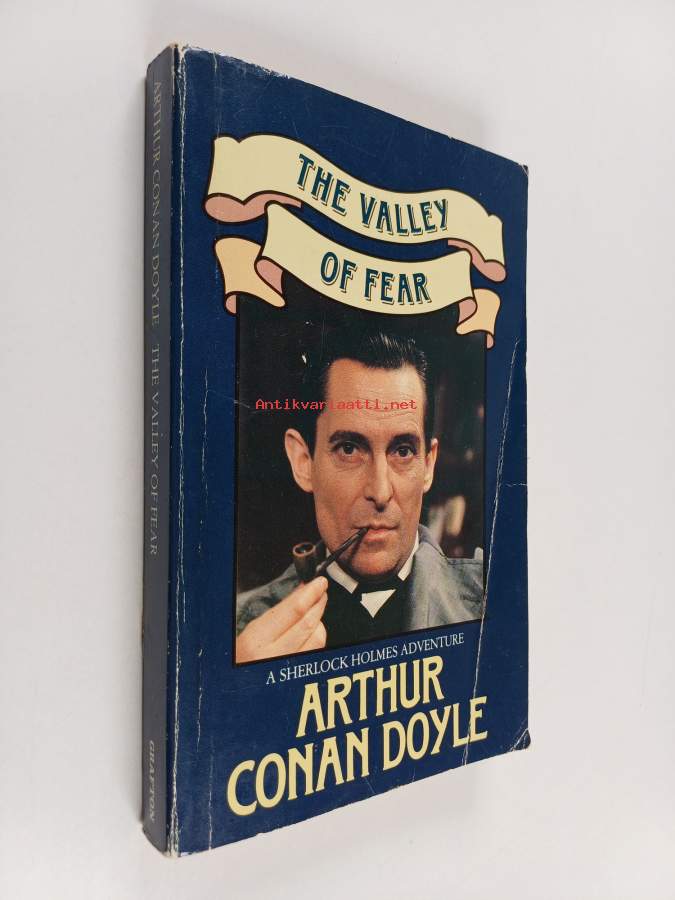 ARTHUR CONAN DOYLE THE VALLEY OF FEAR
GRAFTON
THE VALLEY
OF FEAR
Antikvariaatti.net
A SHERLOCK HOLMES ADVENTURE
ARTHUR
CONAN DOYLE